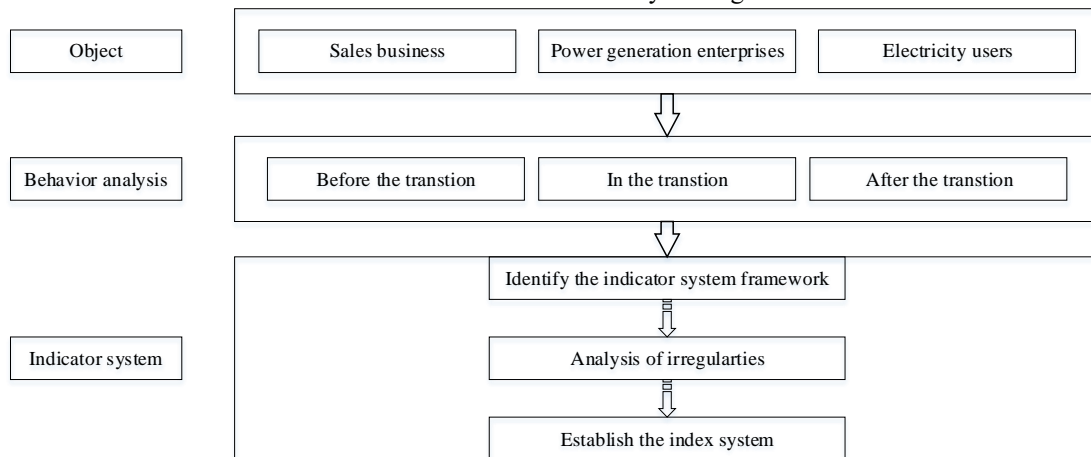 Object
Sales business
Power generation enterprises
Electricity users
Behavior analysis
Before the transtion
In the transtion
After the transtion
Identify the indicator system framework
Indicator system
Analysis of irregularties
Establish the index system